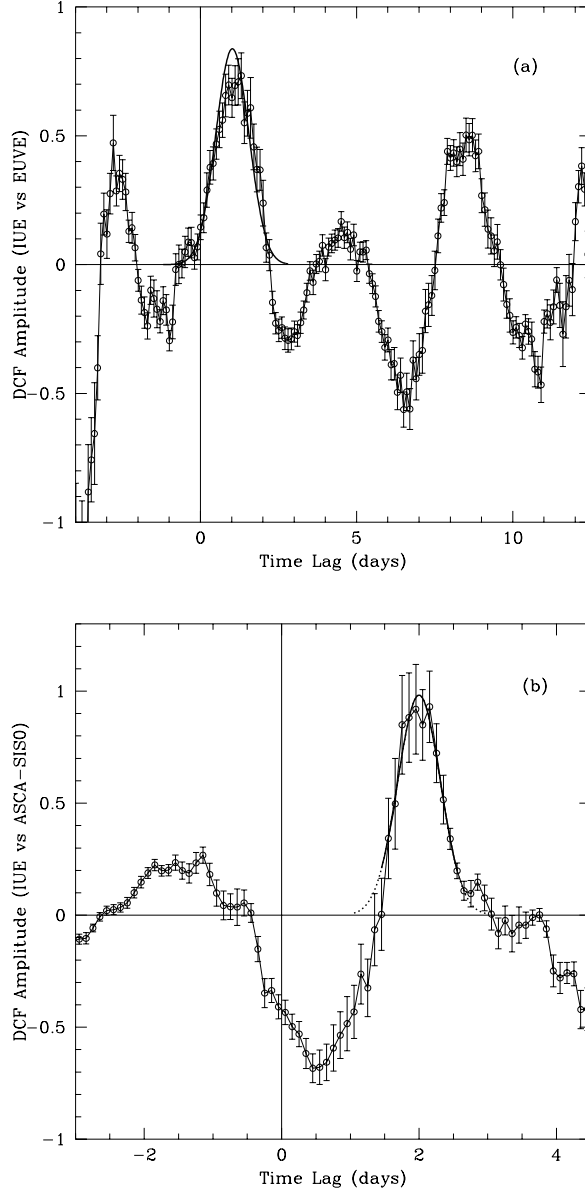 (a)
1
0.5
0
−0.5
−1
DCF Amplitude (IUE vs EUVE)
0 5 10
Time Lag (days)
(b)
1
0.5
0
−0.5
−1
DCF Amplitude (IUE vs ASCA−SIS0)
−2 0 2 4
Time Lag (days)